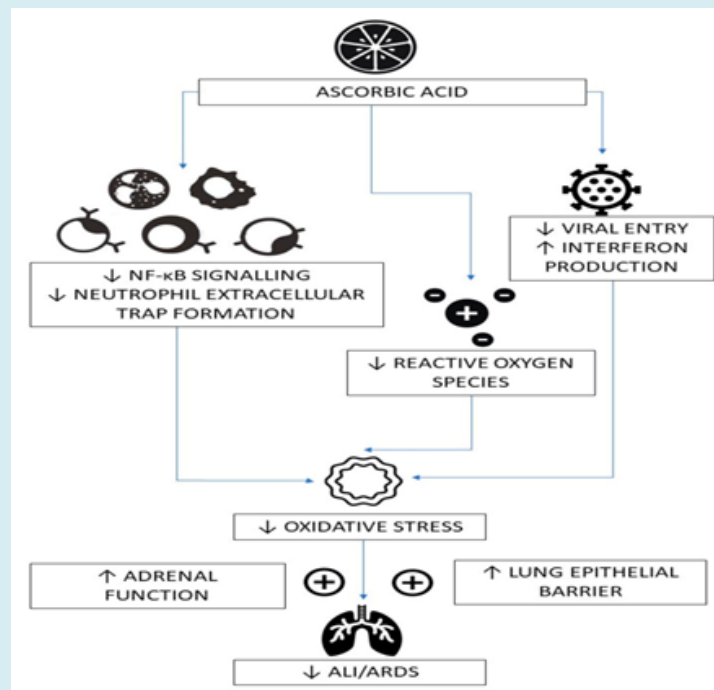 ASCORBIC ACID
↓ NF-κB SIGNALLING
↓ NEUTROPHIL EXTRACELLULAR
TRAP FORMATION
↓ VIRAL ENTRY
↑ INTERFERON
PRODUCTION
↓ REACTIVE OXYGEN
SPECIES
↓ OXIDATIVE STRESS
↑ ADRENAL
FUNCTION
↑ LUNG EPITHELIAL
BARRIER
↓ ALI/ARDS